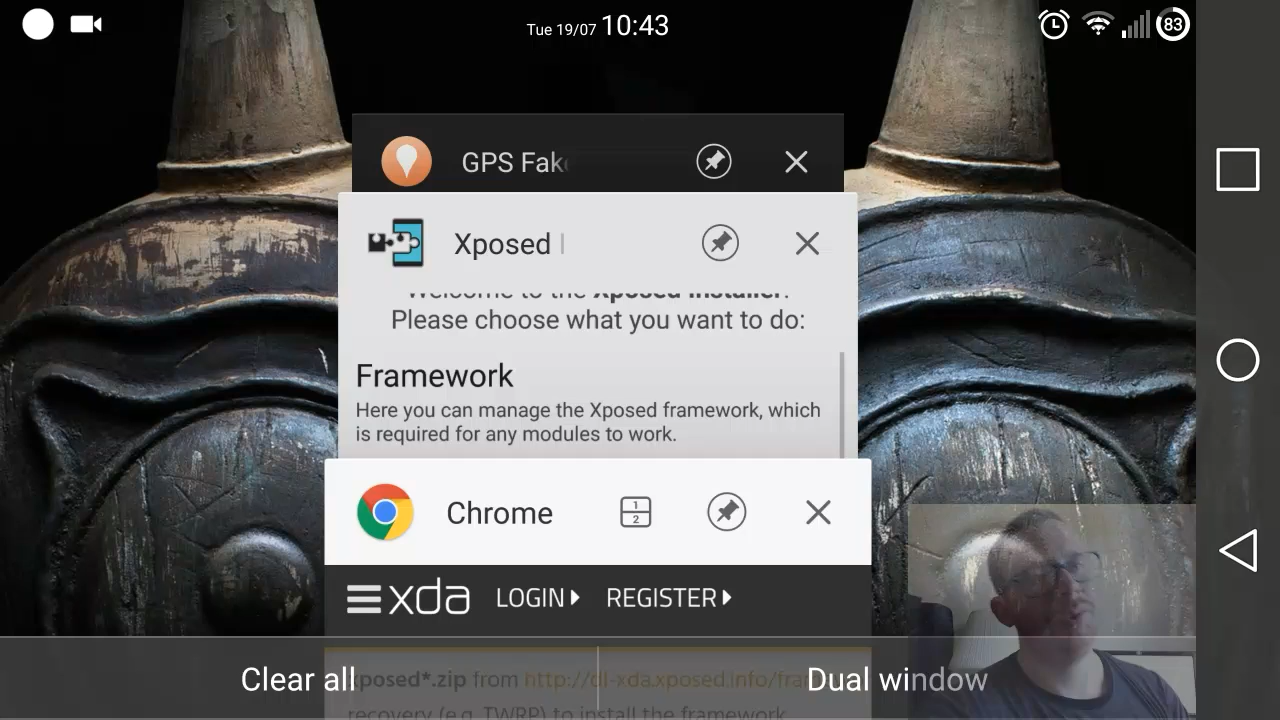 Tue 19/07 10:43
83
GPS Fak
Xposed
Welcome to the Xposed Installer!
Please choose what you want to do:
Framework
Here you can manage the Xposed framework, which
is required for any modules to work.
Chrome
1
2
xda LOGIN REGISTER
xposed*.zip from http://dl-xda.xposed.info/fra
recovery (e.g. TWRP) to install the framework
Clear all
Dual window